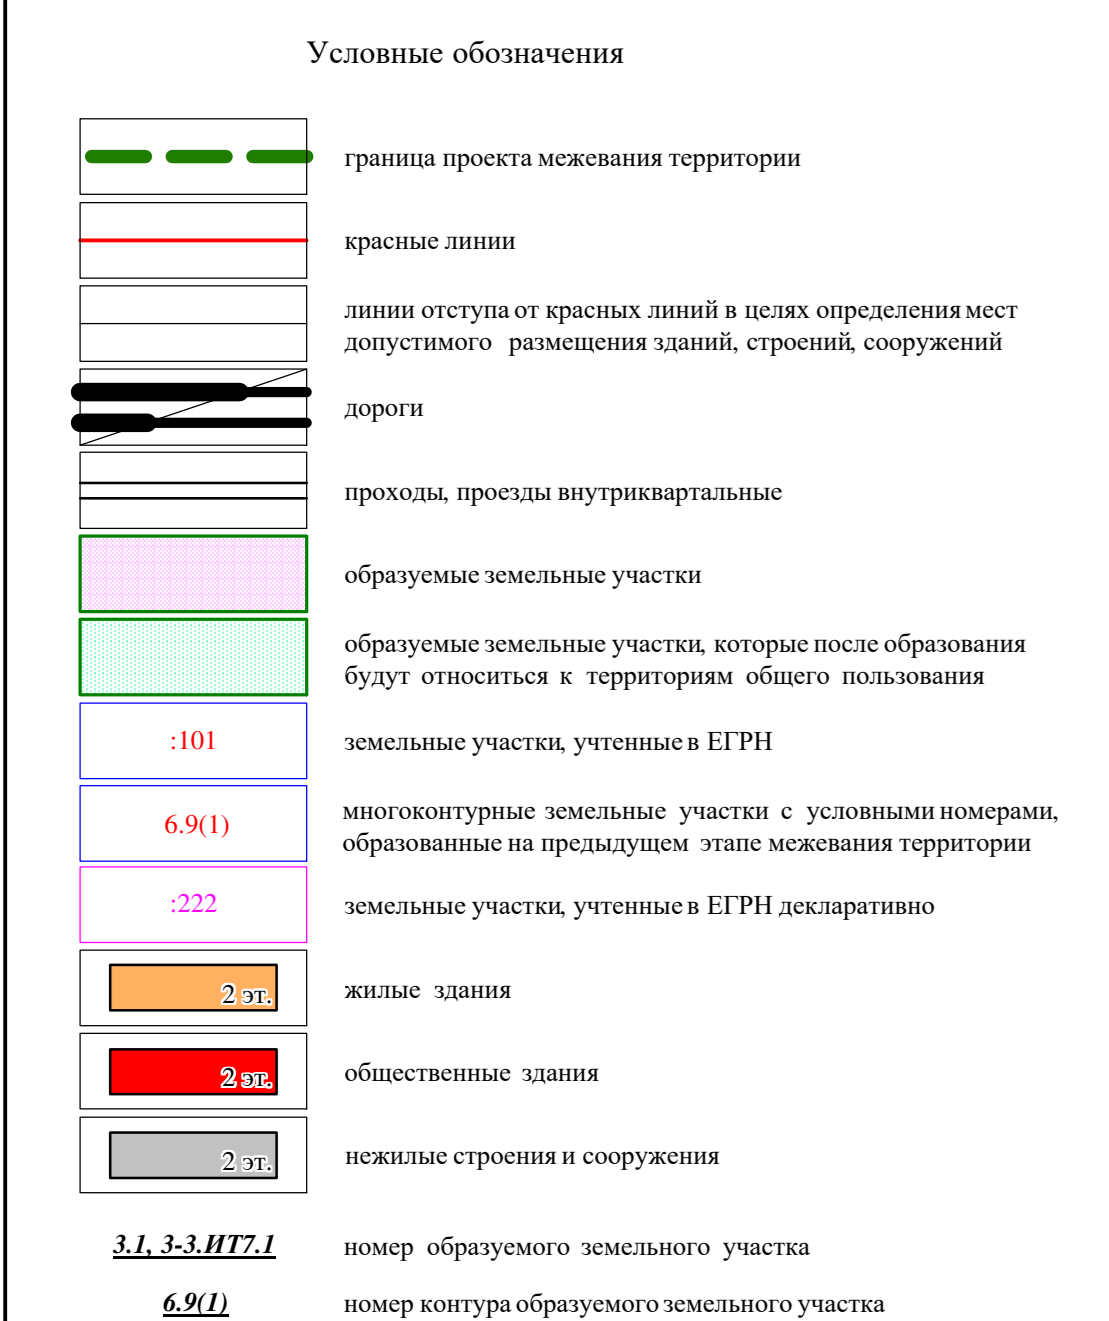 Условные обозначения
граница проекта межевания территории
красные линии
линии отступа от красных линий в целях определения мест
допустимого размещения зданий, строений, сооружений
дороги
проходы, проезды внутриквартальные
образуемые земельные участки
образуемые земельные участки, которые после образования
будут относиться к территориям общего пользования
:101 земельные участки, учтенные в ЕГРН
6.9(1) многоконтурные земельные участки с условными номерами,
образованные на предыдущем этапе межевания территории
:222 земельные участки, учтенные в ЕГРН декларативно
2 эт. жилые здания
2 эт. общественные здания
2 эт. нежилые строения и сооружения
3.1, 3-3.ИТ7.1 номер образуемого земельного участка
6.9(1) номер контура образуемого земельного участка